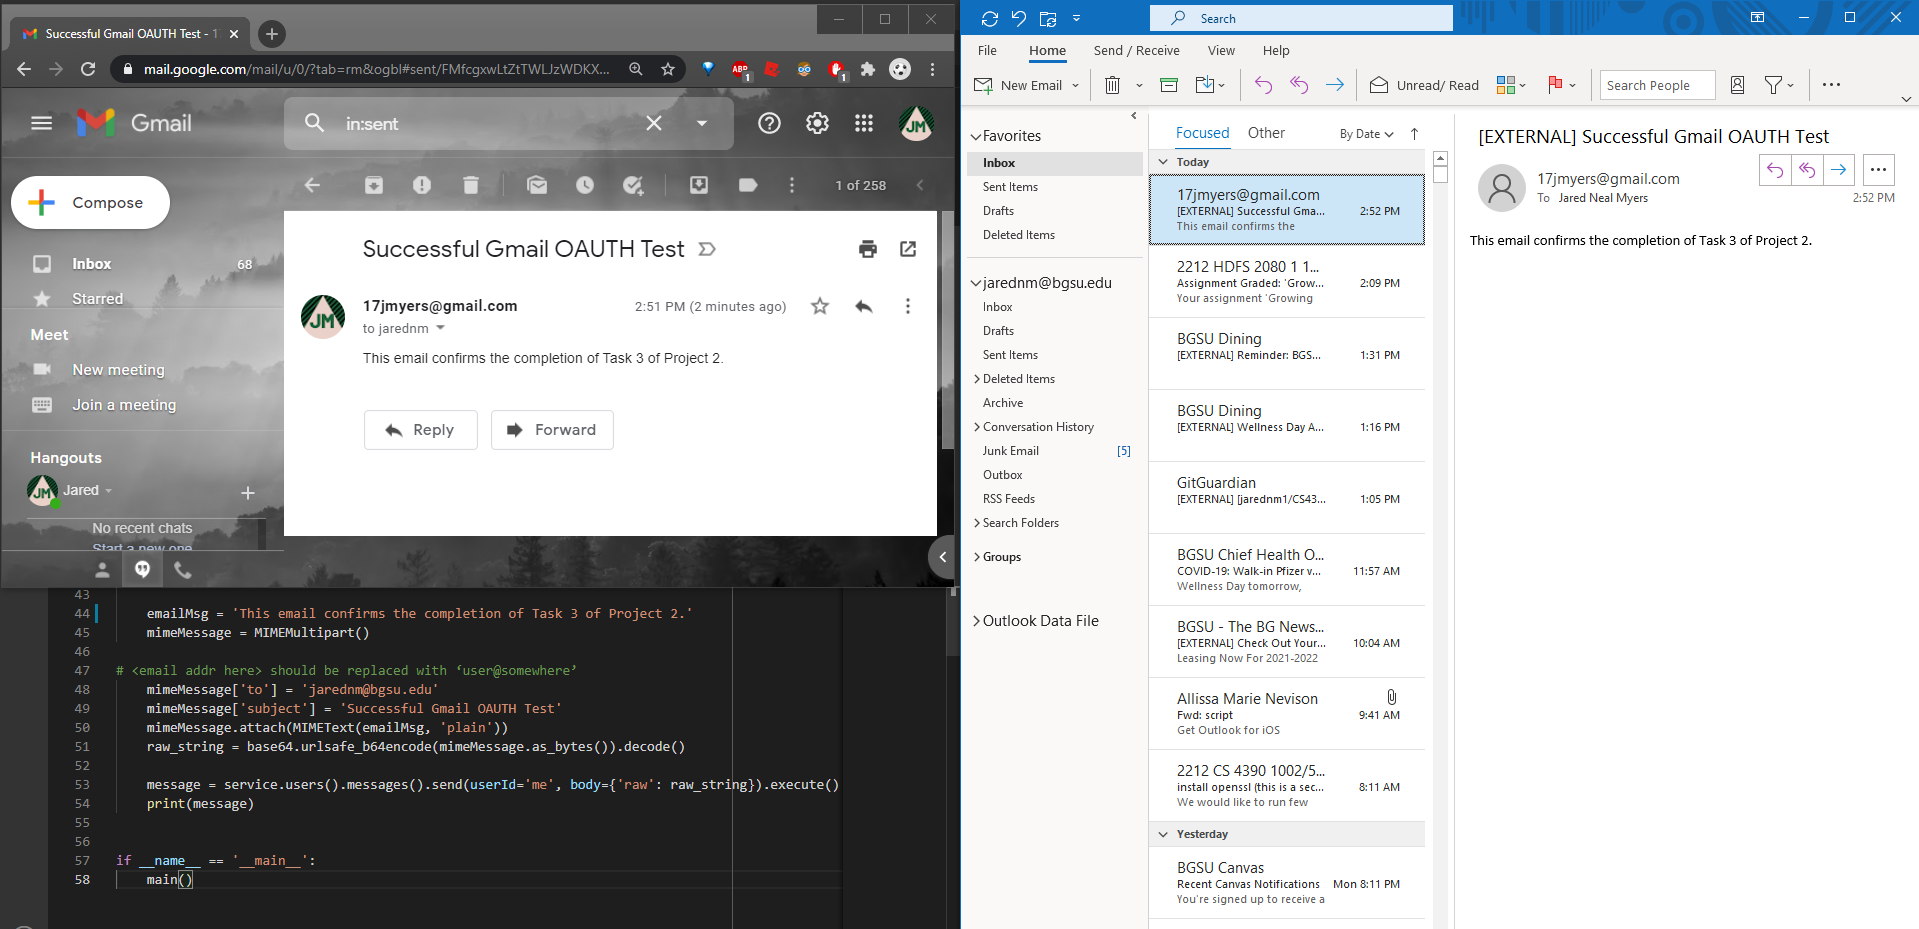 Successful Gmail OAUTH Test - 1
mail.google.com/mail/u/0/?tab=rm&ogbl#sent/FMfcgxwLtZtTWLJzWDKX...
ABP
1
1
Gmail
in:sent
JM
Compose
1 of 258
Inbox
68
Starred
Meet
New meeting
Join a meeting
Hangouts
JM
Jared
No recent chats
Start a new one
Successful Gmail OAUTH Test
JM
17jmyers@gmail.com
2:51 PM (2 minutes ago)
to jarednm
This email confirms the completion of Task 3 of Project 2.
Reply
Forward
43
44 emailMsg = 'This email confirms the completion of Task 3 of Project 2.'
45 mimeMessage = MIMEMultipart()
46
47 # <email addr here> should be replaced with ‘user@somewhere’
48 mimeMessage['to'] = 'jarednm@bgsu.edu'
49 mimeMessage['subject'] = 'Successful Gmail OAUTH Test'
50 mimeMessage.attach(MIMEText(emailMsg, 'plain'))
51 raw_string = base64.urlsafe_b64encode(mimeMessage.as_bytes()).decode()
52
53 message = service.users().messages().send(userId='me', body={'raw': raw_string}).execute()
54 print(message)
55
56
57 if __name__ == '__main__':
58 main()
Search
File Home Send / Receive View Help
New Email
Unread/ Read
Search People
Favorites
Inbox
Sent Items
Drafts
Deleted Items
jarednm@bgsu.edu
Inbox
Drafts
Sent Items
Deleted Items
Archive
Conversation History
Junk Email [5]
Outbox
RSS Feeds
Search Folders
Groups
Outlook Data File
Focused Other By Date
Today
17jmyers@gmail.com
[EXTERNAL] Successful Gma... 2:52 PM
This email confirms the
2212 HDFS 2080 1 1...
Assignment Graded: 'Grow... 2:09 PM
Your assignment 'Growing
BGSU Dining
[EXTERNAL] Reminder: BGS... 1:31 PM
BGSU Dining
[EXTERNAL] Wellness Day A... 1:16 PM
GitGuardian
[EXTERNAL] [jarednm1/CS43... 1:05 PM
BGSU Chief Health O...
COVID-19: Walk-in Pfizer v... 11:57 AM
Wellness Day tomorrow,
BGSU - The BG News...
[EXTERNAL] Check Out Your... 10:04 AM
Leasing Now For 2021-2022
Allissa Marie Nevison
Fwd: script 9:41 AM
Get Outlook for iOS
2212 CS 4390 1002/5...
install openssl (this is a sec... 8:11 AM
We would like to run few
Yesterday
BGSU Canvas
Recent Canvas Notifications Mon 8:11 PM
You're signed up to receive a
[EXTERNAL] Successful Gmail OAUTH Test
17jmyers@gmail.com
To Jared Neal Myers
2:52 PM
This email confirms the completion of Task 3 of Project 2.